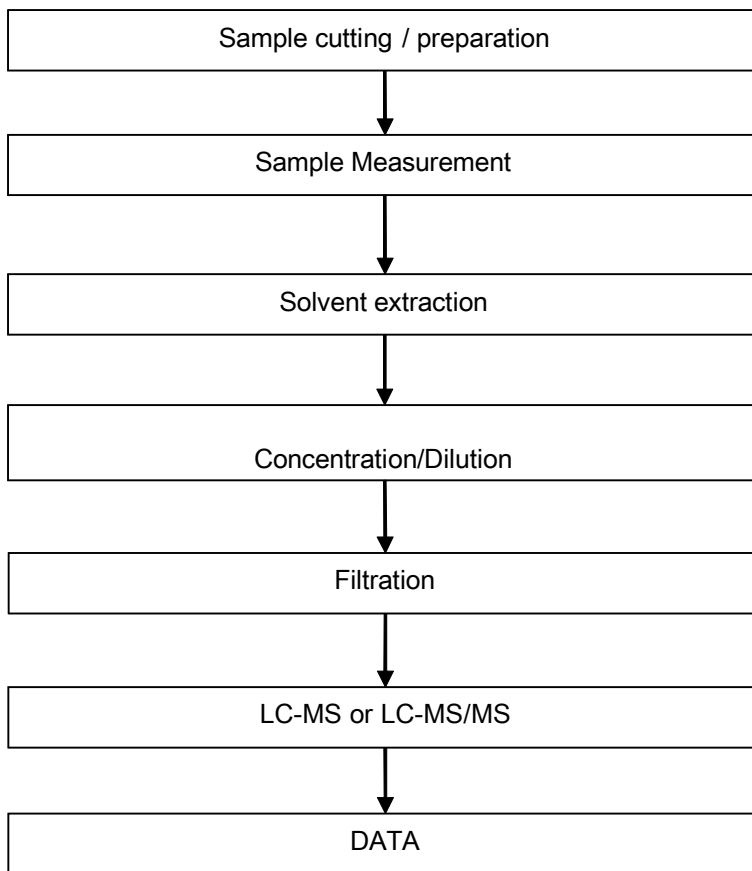 Sample cutting / preparation
Sample Measurement
Solvent extraction
Concentration/Dilution
Filtration
LC-MS or LC-MS/MS
DATA